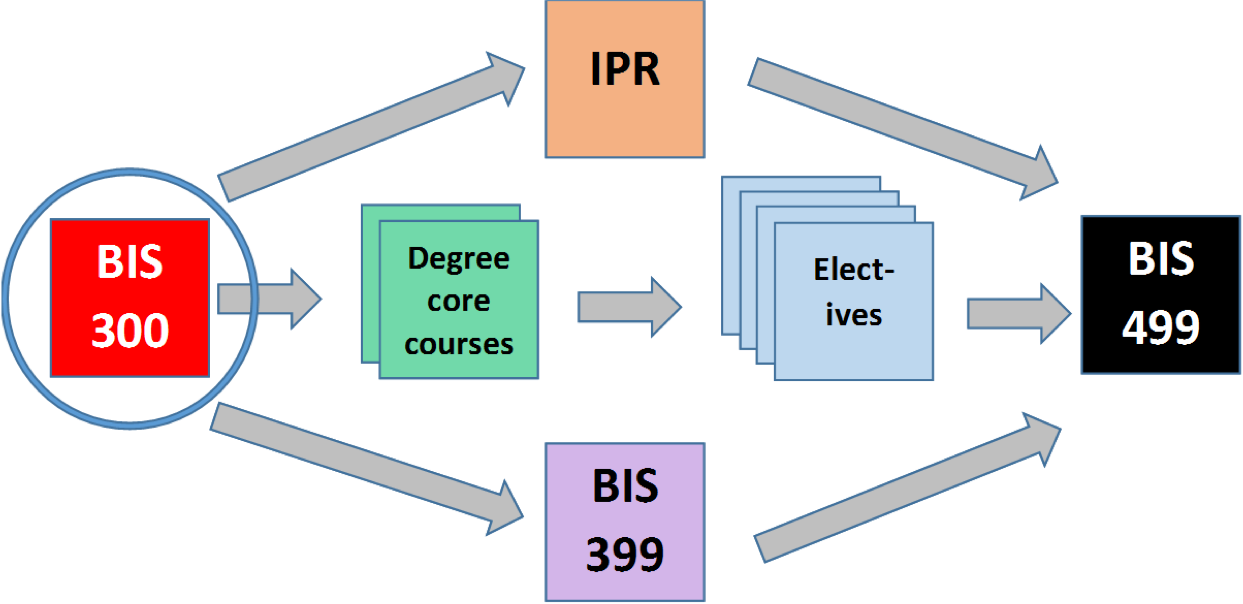 IPR
BIS
300
Degree
core
courses
Elect-
ives
BIS
499
BIS
399